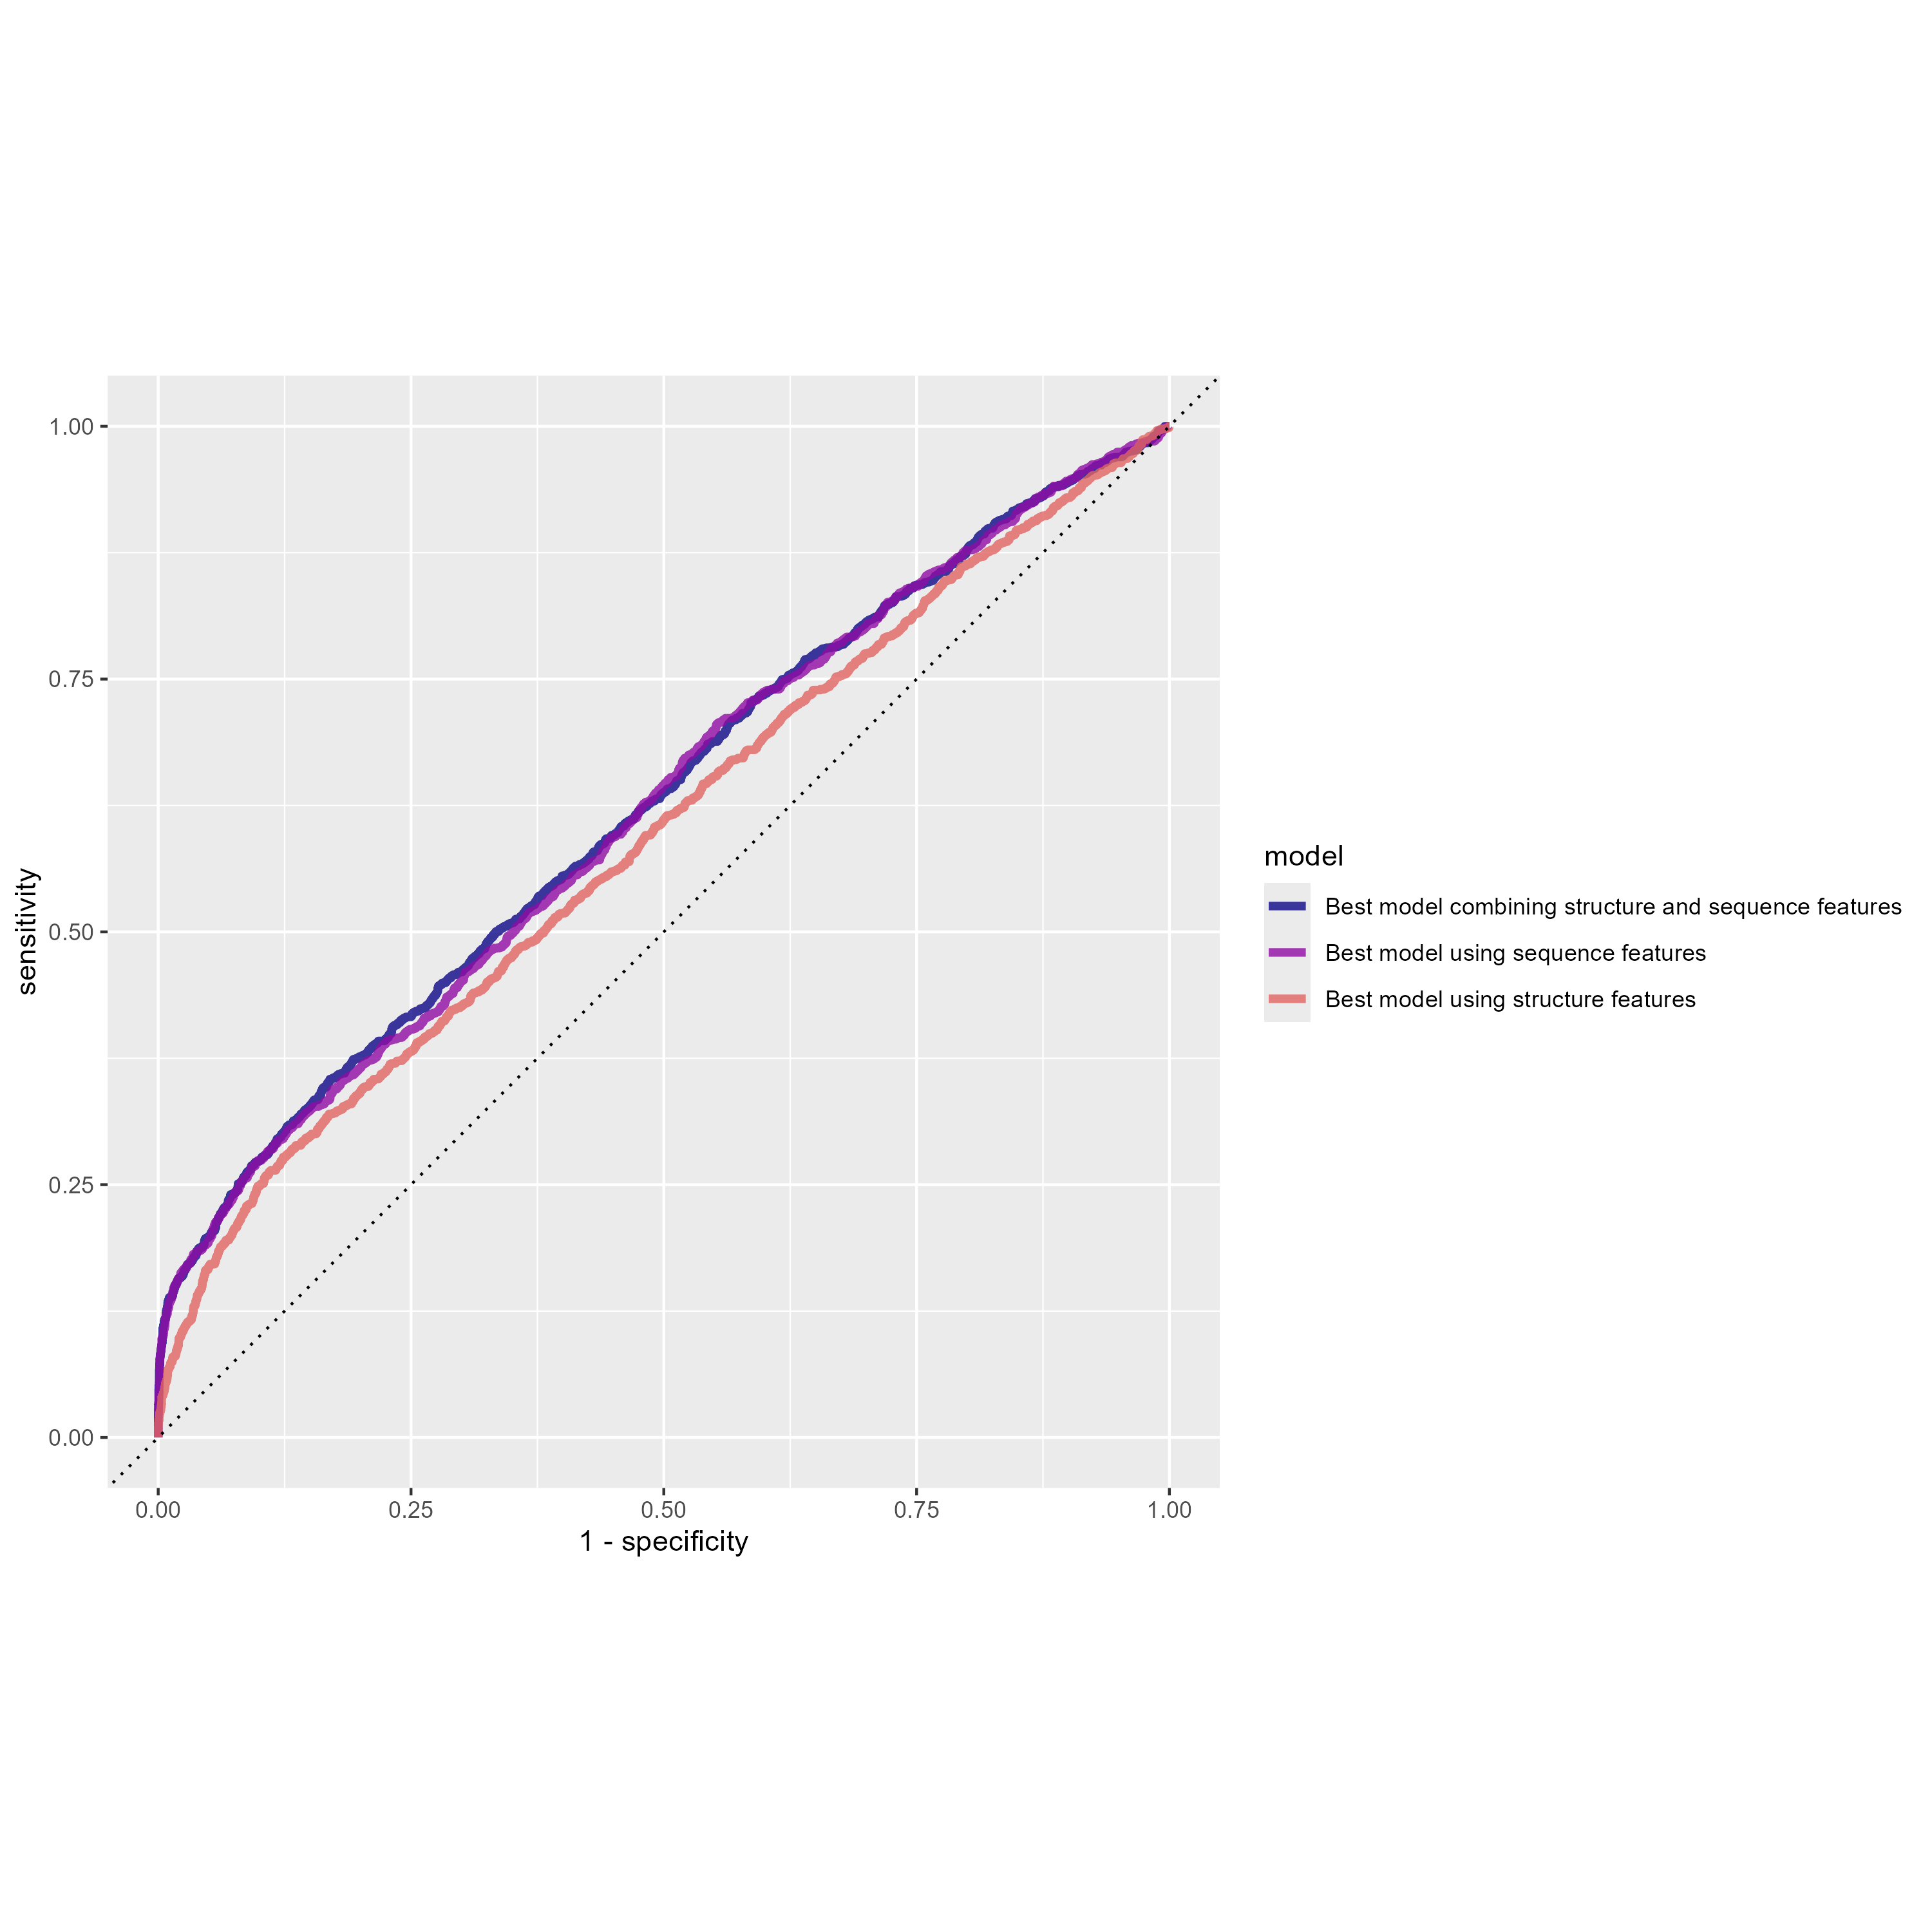 1.00
0.75
0.50
0.25
0.00
sensitivity
0.00 0.25 0.50 0.75 1.00
1 - specificity
model
Best model combining structure and sequence features
Best model using sequence features
Best model using structure features